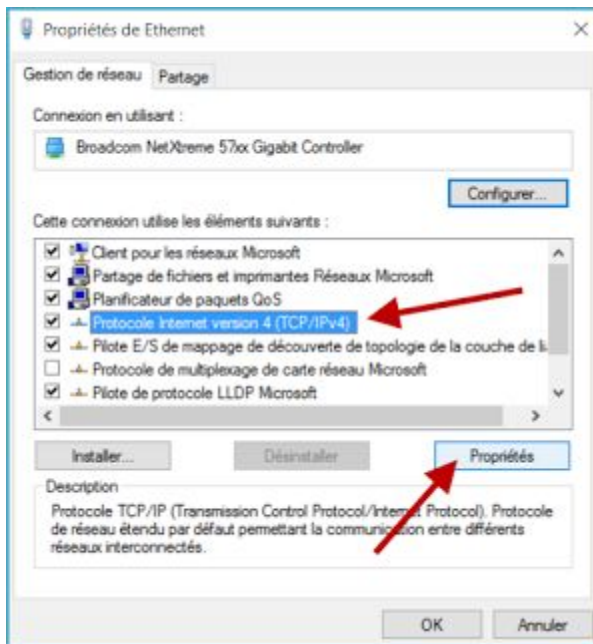 Propriétés de Ethernet
Gestion de réseau
Partage
Connexion en utilisant :
Broadcom NetXtreme 57xx Gigabit Controller
Configurer...
Cette connexion utilise les éléments suivants :
Client pour les réseaux Microsoft
Partage de fichiers et imprimantes Réseaux Microsoft
Planificateur de paquets QoS
Protocole Internet version 4 (TCP/IPv4)
Pilote E/S de mappage de découverte de topologie de la couche de
Protocole de multiplexage de carte réseau Microsoft
Pilote de protocole LLDP Microsoft
Installer...
Désinstaller
Propriétés
Description
Protocole TCP/IP (Transmission Control Protocol/Internet Protocol). Protocole
de réseau étendu par défaut permettant la communication entre différents
réseaux interconnectés.
OK
Annuler